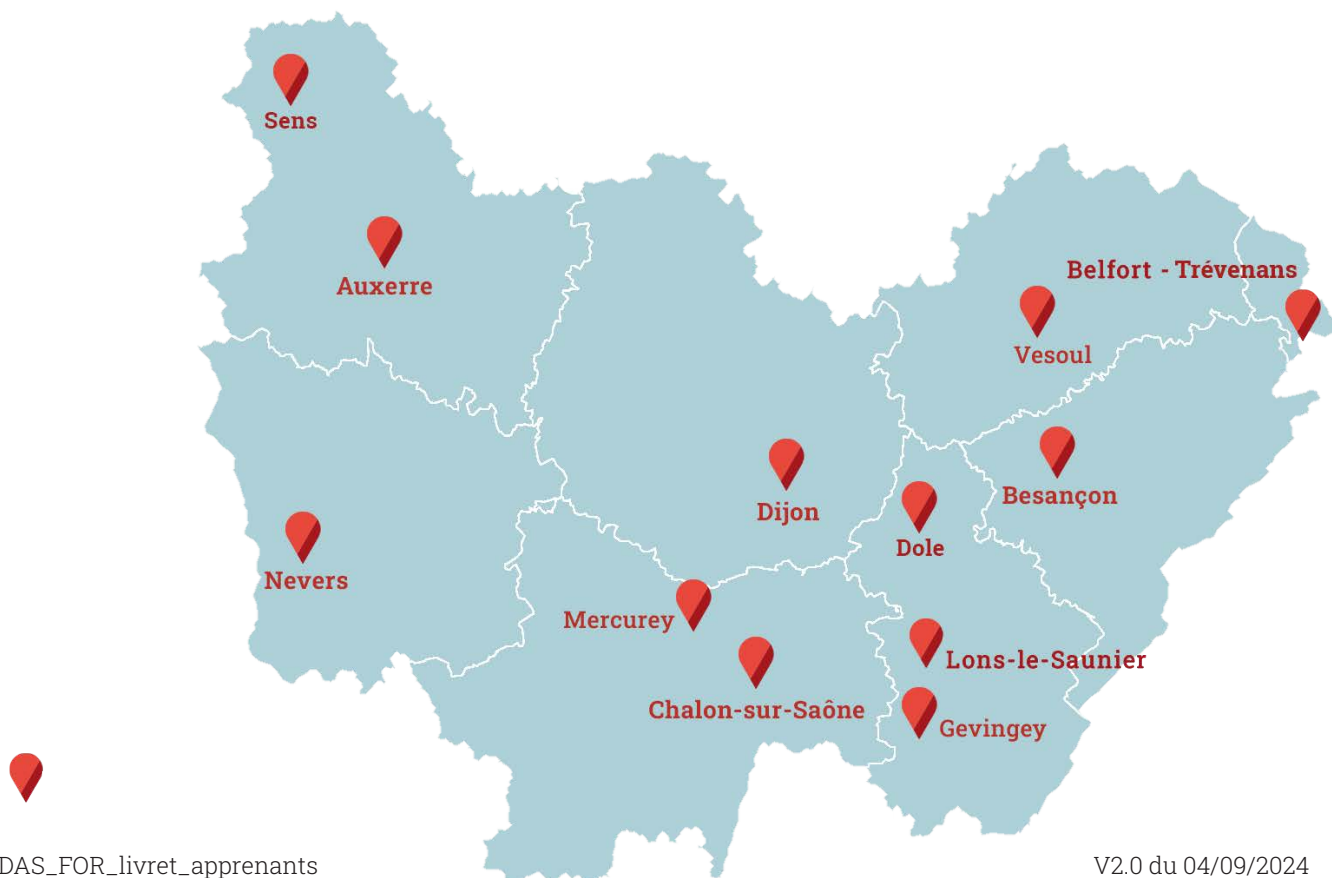 Sens
Auxerre
Belfort - Trévenans
Vesoul
Besançon
Dijon
Dole
Nevers
Mercurey
Lons-le-Saunier
Chalon-sur-Saône
Gevingey
DAS_FOR_livret_apprenants
V2.0 du 04/09/2024